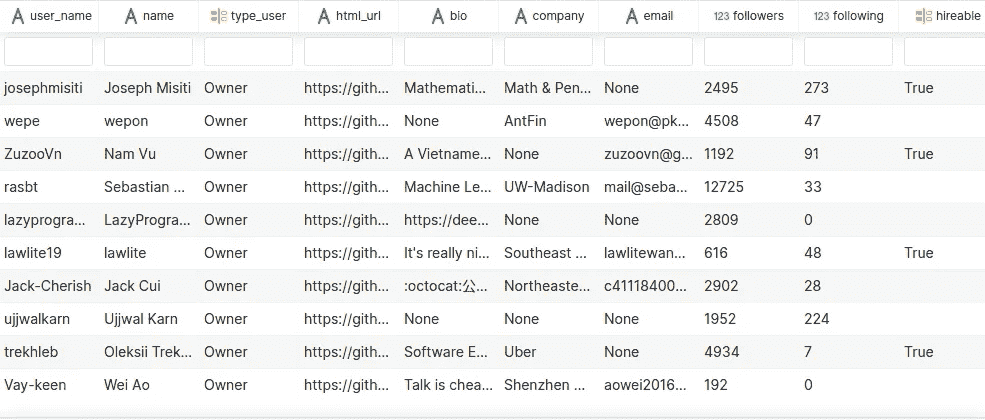 user_name name type_user html_url bio company email 123 followers 123 following hireable
josephmisiti Joseph Misiti Owner https://gith... Mathemati... Math & Pen... None 2495 273 True
wepe wepon Owner https://gith... None AntFin wepon@pk... 4508 47
ZuzooVn Nam Vu Owner https://gith... A Vietname... None zuzoovn@g... 1192 91 True
rasbt Sebastian ... Owner https://gith... Machine Le... UW-Madison mail@seba... 12725 33
lazyprogra... LazyProgra... Owner https://gith... https://dee... None None 2809 0
lawlite19 lawlite Owner https://gith... It's really ni... Southeast ... lawlitewan... 616 48 True
Jack-Cherish Jack Cui Owner https://gith... :octocat:公... Northeaste... c41118400... 2902 28
ujjwalkarn Ujjwal Karn Owner https://gith... None None None 1952 224
trekhleb Oleksii Trek... Owner https://gith... Software E... Uber None 4934 7 True
Vay-keen Wei Ao Owner https://gith... Talk is chea... Shenzhen ... aowei2016... 192 0